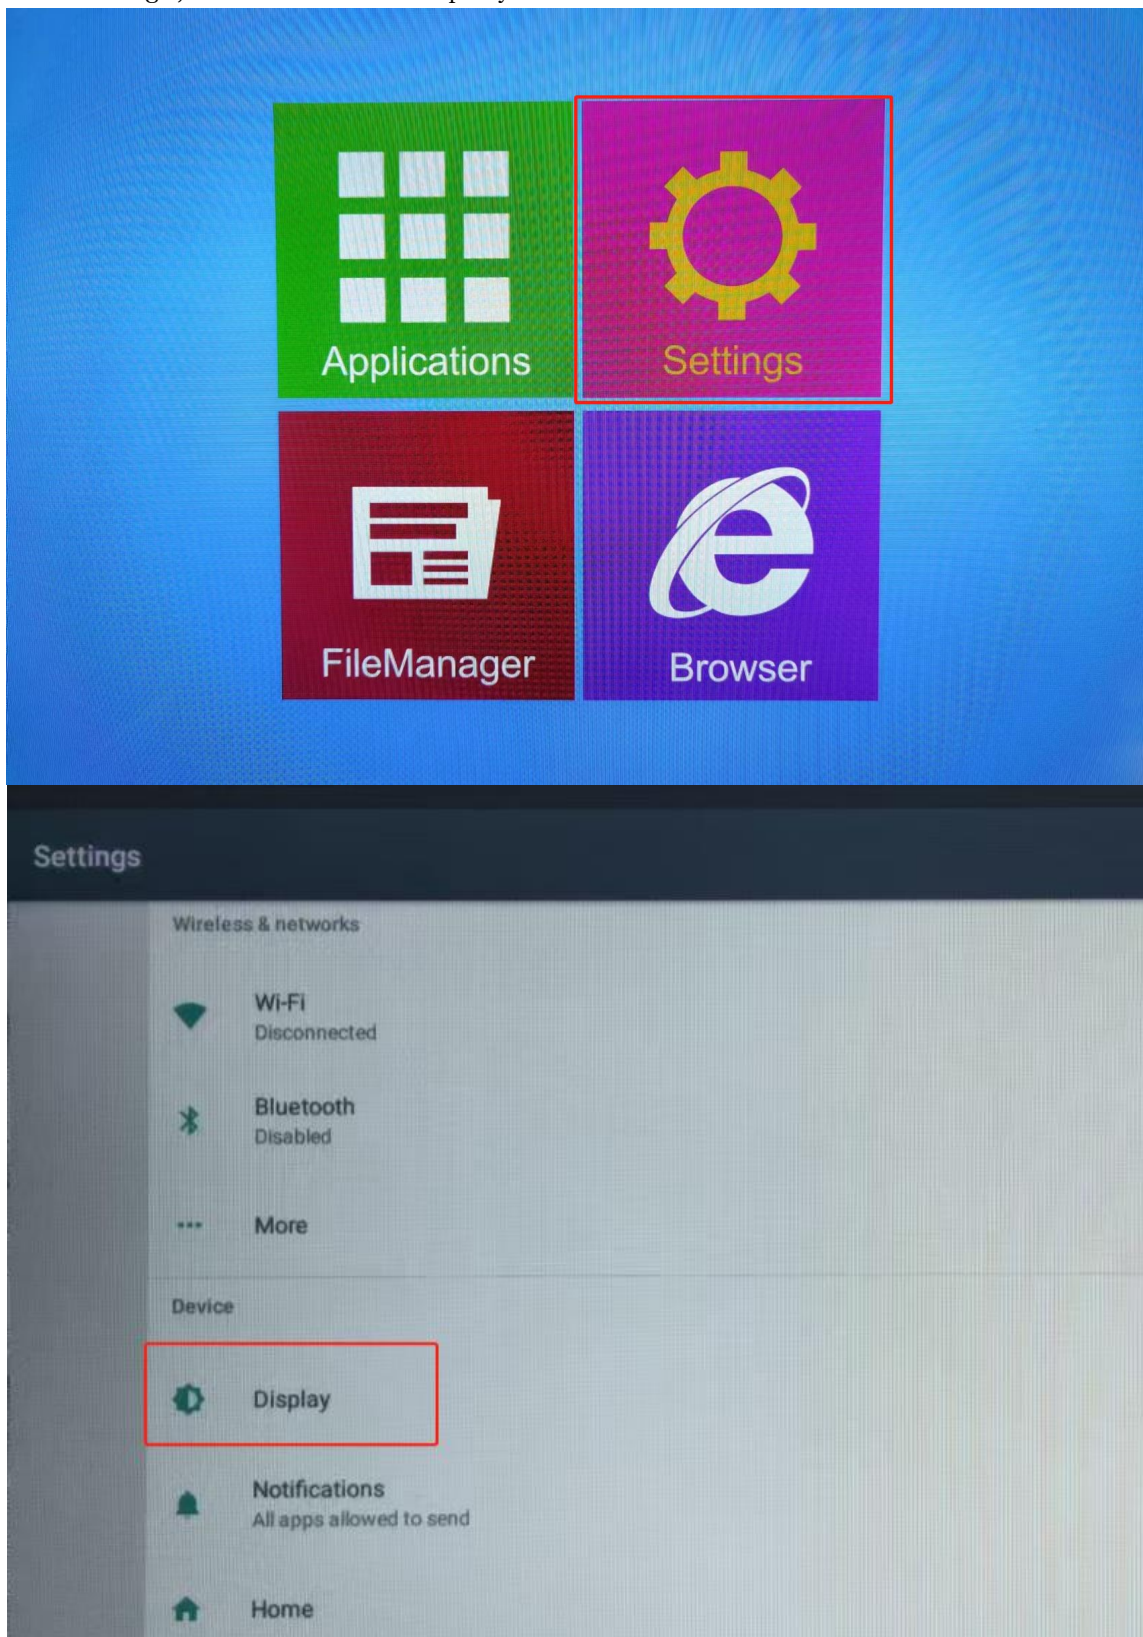 Applications
Settings
FileManager
Browser
Settings
Wireless & networks
Wi-Fi
Disconnected
Bluetooth
Disabled
More
Device
Display
Notifications
All apps allowed to send
Home